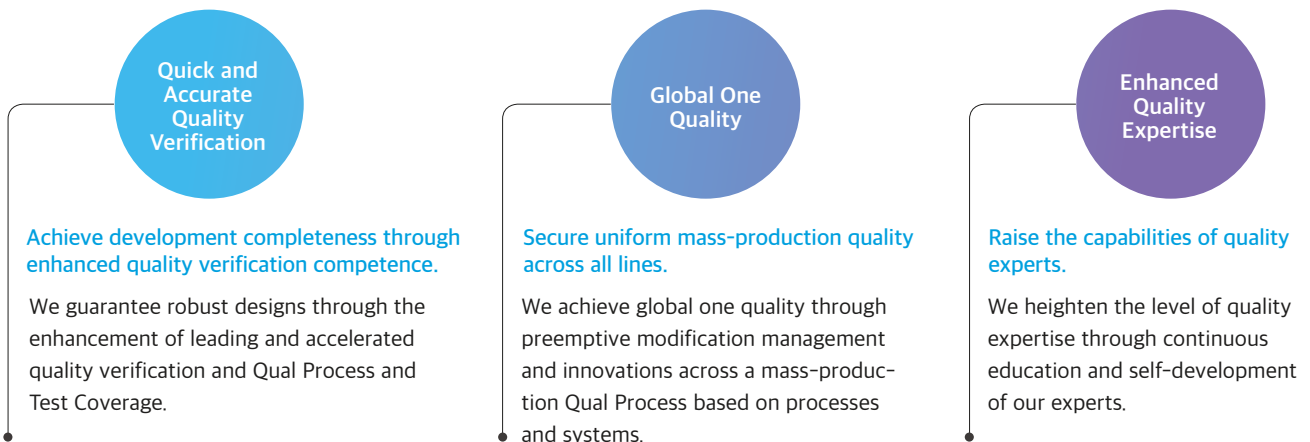 Quick and
Accurate
Quality
Verification
Achieve development completeness through
enhanced quality verification competence.
We guarantee robust designs through the
enhancement of leading and accelerated
quality verification and Qual Process and
Test Coverage.
Global One
Quality
Secure uniform mass-production quality
across all lines.
We achieve global one quality through
preemptive modification management
and innovations across a mass-produc-
tion Qual Process based on processes
and systems.
Enhanced
Quality
Expertise
Raise the capabilities of quality
experts.
We heighten the level of quality
expertise through continuous
education and self-development
of our experts.